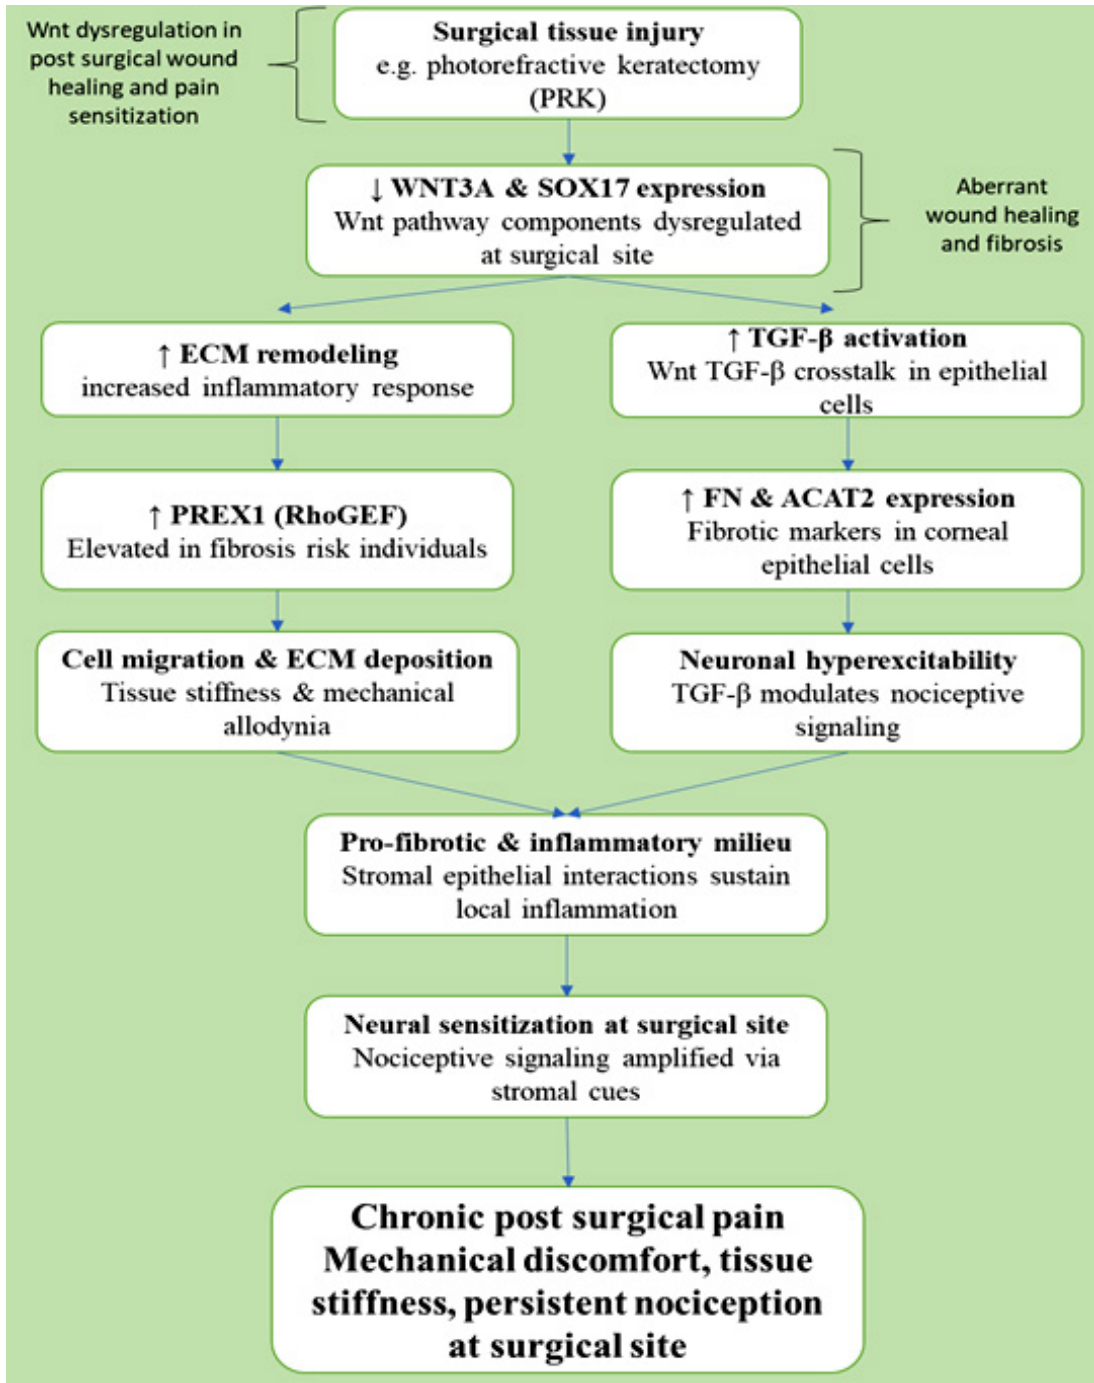 Wnt dysregulation in
post surgical wound
healing and pain
sensitization
Surgical tissue injury
e.g. photorefractive keratectomy
(PRK)
↓ WNT3A & SOX17 expression
Wnt pathway components dysregulated
at surgical site
Aberrant
wound healing
and fibrosis
↑ ECM remodeling
increased inflammatory response
↑ TGF-β activation
Wnt TGF-β crosstalk in epithelial
cells
↑ PREX1 (RhoGEF)
Elevated in fibrosis risk individuals
↑ FN & ACAT2 expression
Fibrotic markers in corneal
epithelial cells
Cell migration & ECM deposition
Tissue stiffness & mechanical
allodynia
Neuronal hyperexcitability
TGF-β modulates nociceptive
signaling
Pro-fibrotic & inflammatory milieu
Stromal epithelial interactions sustain
local inflammation
Neural sensitization at surgical site
Nociceptive signaling amplified via
stromal cues
Chronic post surgical pain
Mechanical discomfort, tissue
stiffness, persistent nociception
at surgical site